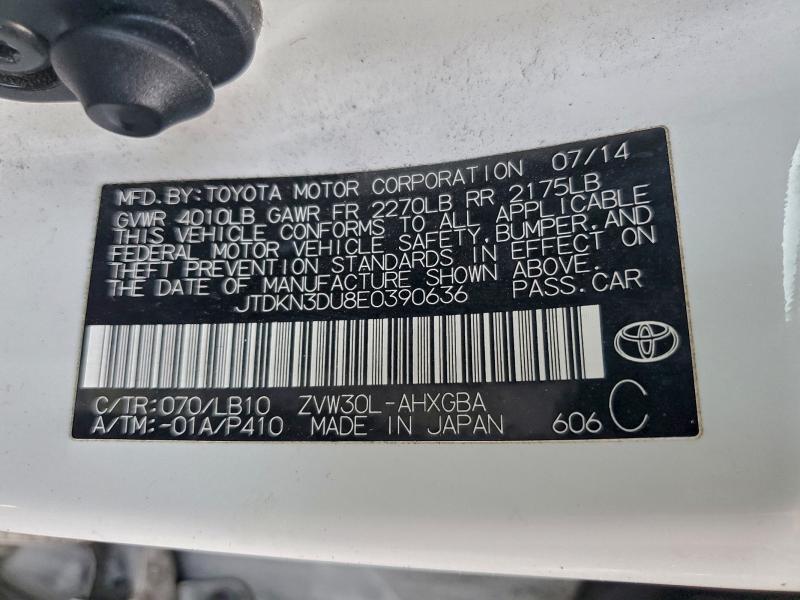 MFD. BY: TOYOTA MOTOR CORPORATION 07/14
GVWR 4010LB GAWR FR 2270LB RR 2175LB
THIS VEHICLE CONFORMS TO ALL APPLICABLE
FEDERAL MOTOR VEHICLE SAFETY, BUMPER, AND
THEFT PREVENTION STANDARDS IN EFFECT ON
THE DATE OF MANUFACTURE SHOWN ABOVE.
JTDKN3DU8E0390636 PASS. CAR
C/TR:070/LB10 ZVW30L-AHXGBA
A/TM:-01A/P410 MADE IN JAPAN 606 C